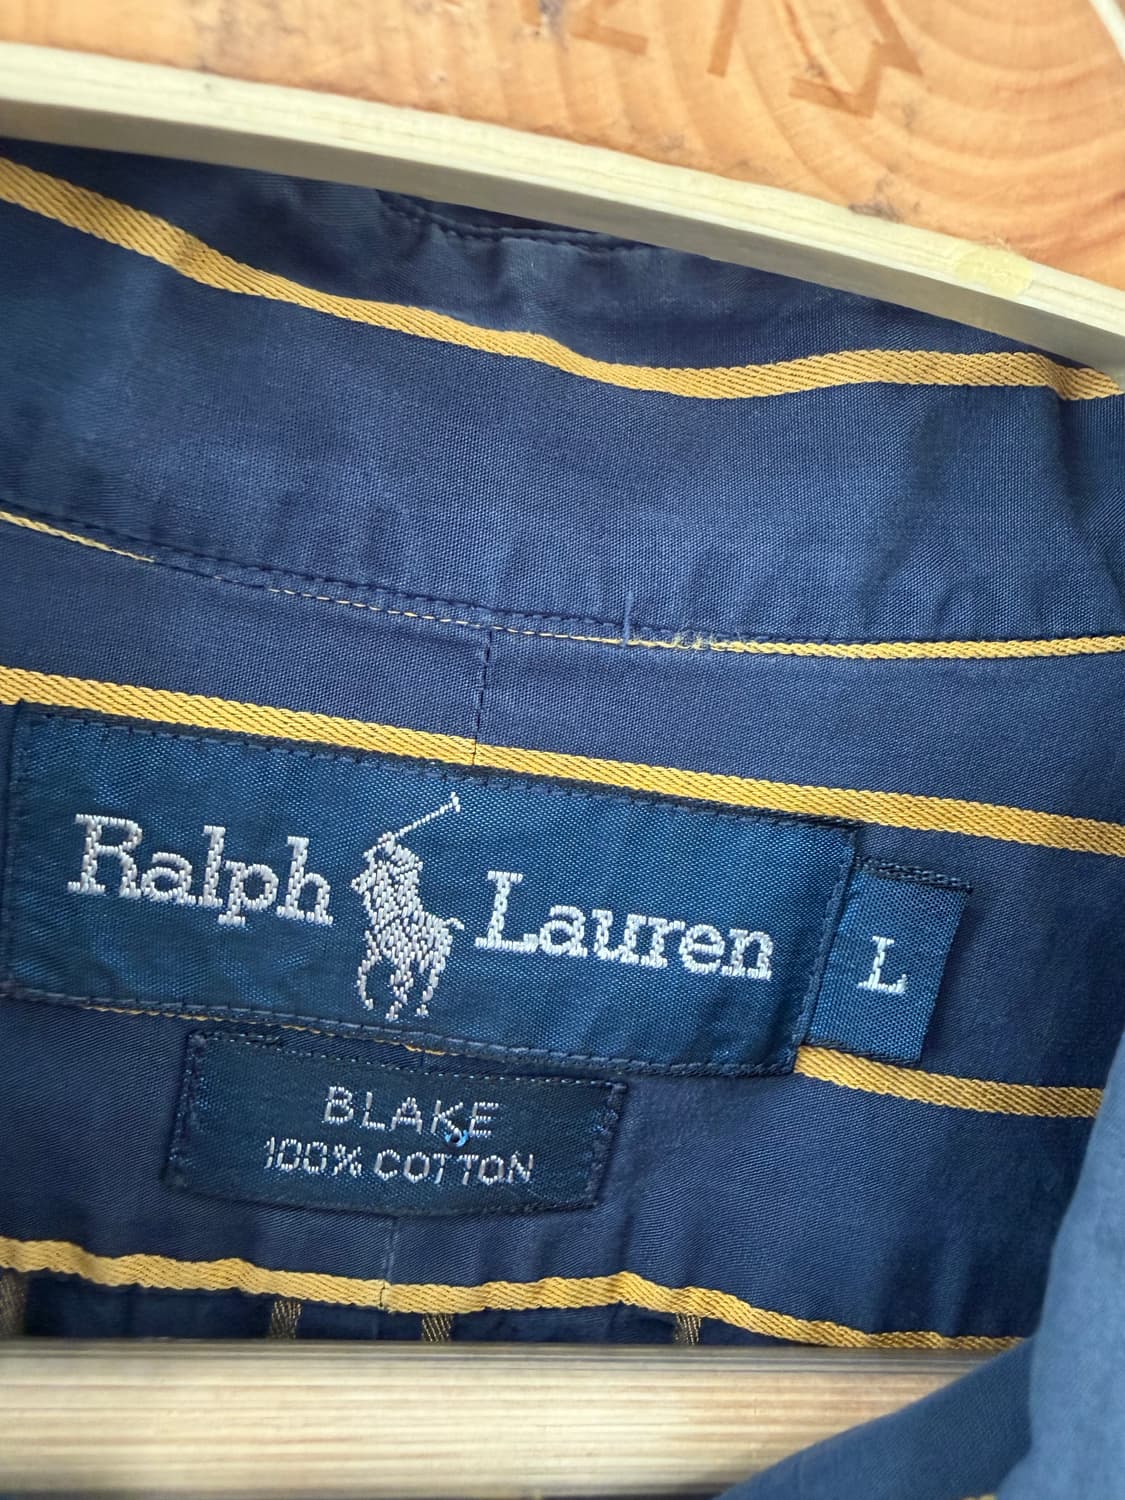 Ralph Lauren
L
BLAKE
100% COTTON